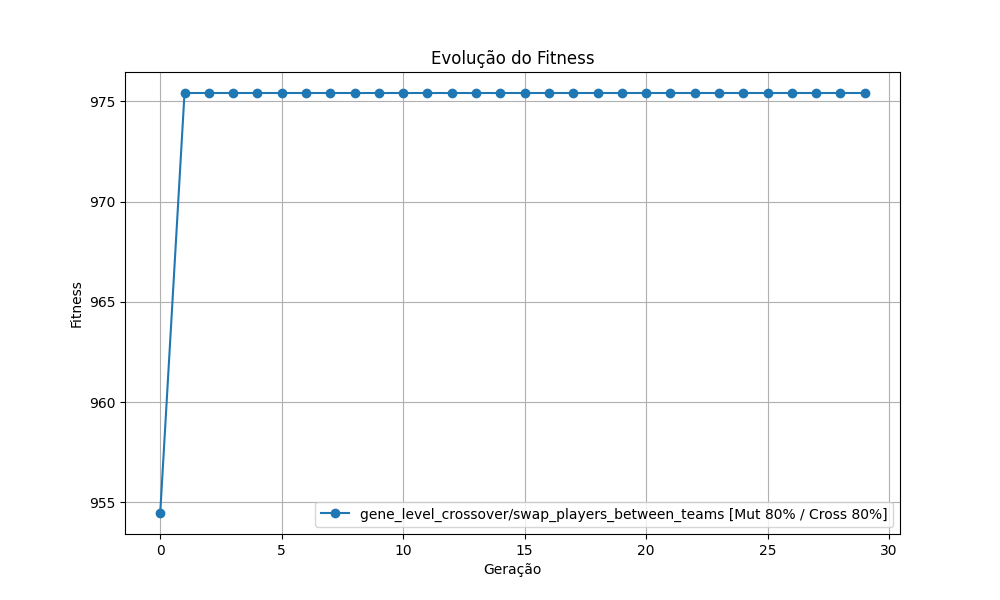 Evolução do Fitness
Fitness
975
970
965
960
955
gene_level_crossover/swap_players_between_teams [Mut 80% / Cross 80%]
0 5 10 15 20 25 30
Geração